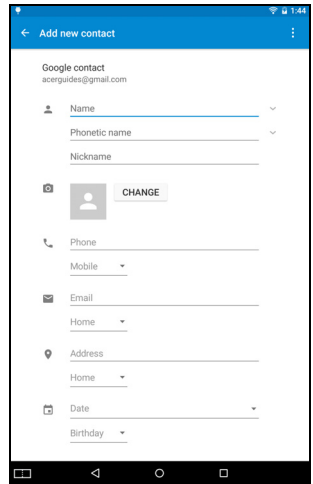 1:44
Add new contact
Google contact
acerguides@gmail.com
Name
Phonetic name
Nickname
CHANGE
Phone
Mobile
Email
Home
Address
Home
Date
Birthday